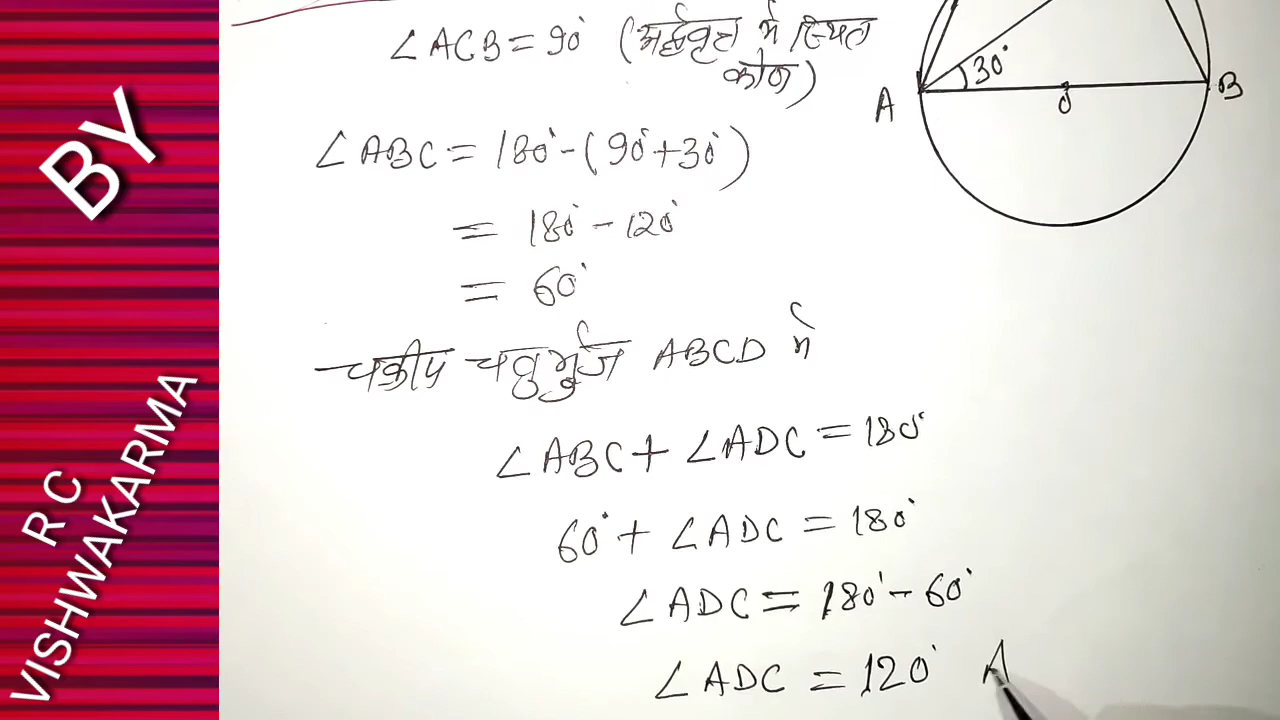 ∠ACB = 90° (अर्द्धवृत्त में स्थित
कोण)
A
30°
O
B
∠ABC = 180° - (90° + 30°)
= 180° - 120°
= 60°
चक्रीय चतुर्भुज ABCD में
∠ABC + ∠ADC = 180°
60° + ∠ADC = 180°
∠ADC = 180° - 60°
∠ADC = 120° A
BY
R C
VISHWAKARMA